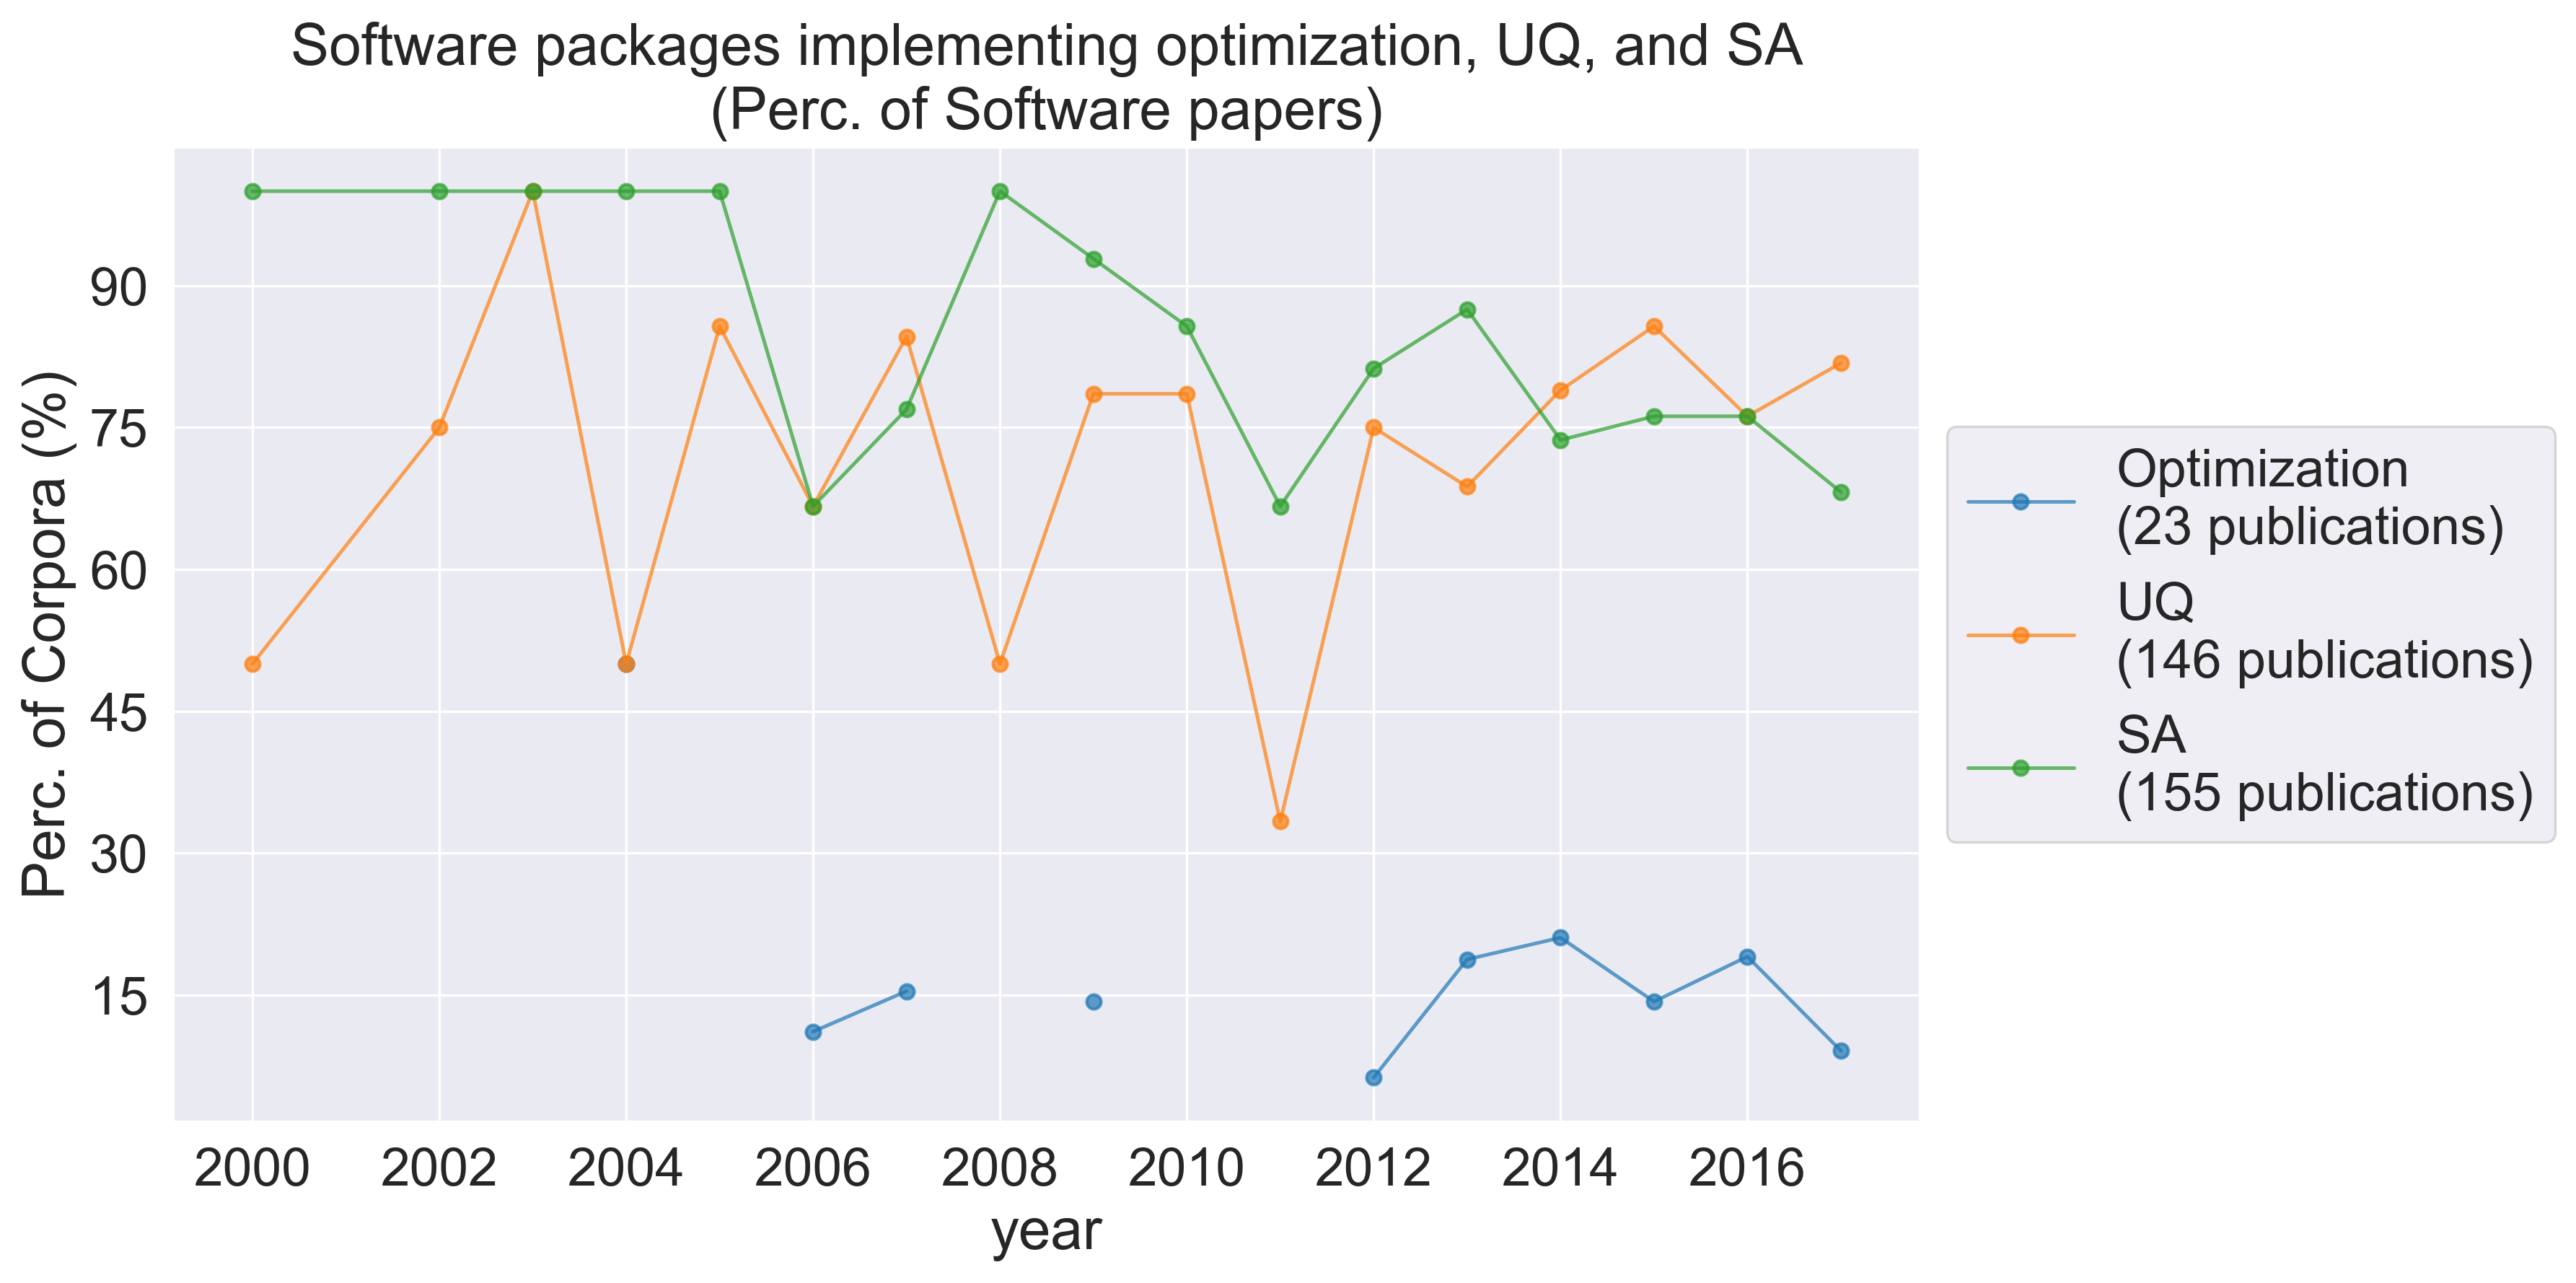 Software packages implementing optimization, UQ, and SA
(Perc. of Software papers)
Perc. of Corpora (%)
90
75
60
45
30
15
2000 2002 2004 2006 2008 2010 2012 2014 2016
year
Optimization
(23 publications)
UQ
(146 publications)
SA
(155 publications)